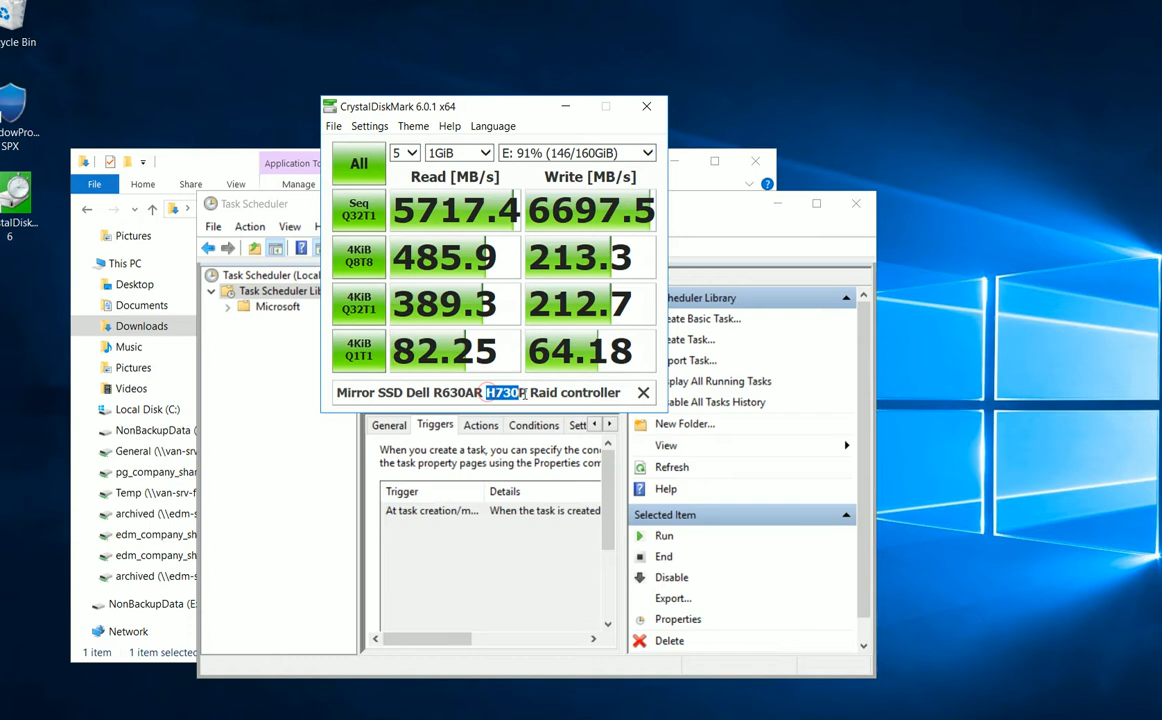 cycle Bin
dowPro...
SPX
stalDisk...
6
CrystalDiskMark 6.0.1 x64
File Settings Theme Help Language
All 5 1GiB E: 91% (146/160GiB)
Read [MB/s] Write [MB/s]
Seq
Q32T1
5717.4 6697.5
4KiB
Q8T8
485.9 213.3
4KiB
Q32T1
389.3 212.7
4KiB
Q1T1
82.25 64.18
Mirror SSD Dell R630AR H730P Raid controller
Application To
File Home Share View Manage
Pictures
This PC
Desktop
Documents
Downloads
Music
Pictures
Videos
Local Disk (C:)
NonBackupData (
General (\\van-srv
pg_company_shar
Temp (\\van-srv-f
archived (\\edm-s
edm_company_sh
edm_company_sh
archived (\\edm-s
NonBackupData (E
Network
1 item 1 item selected
Task Scheduler
File Action View H
Task Scheduler (Local
Task Scheduler Lib
Microsoft
General Triggers Actions Conditions Sett
When you create a task, you can specify the cond
the task property pages using the Properties com
Trigger Details
At task creation/m... When the task is created
heduler Library
eate Basic Task...
eate Task...
port Task...
play All Running Tasks
able All Tasks History
New Folder...
View
Refresh
Help
Selected Item
Run
End
Disable
Export...
Properties
Delete